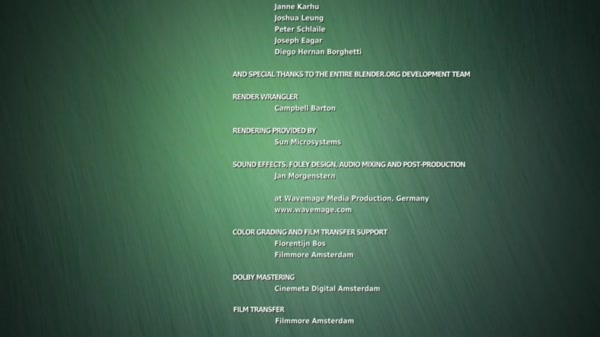 Janne Karhu
Joshua Leung
Peter Schlaile
Joseph Eagar
Diego Hernan Borghetti
AND SPECIAL THANKS TO THE ENTIRE BLENDER.ORG DEVELOPMENT TEAM
RENDER WRANGLER
Campbell Barton
RENDERING PROVIDED BY
Sun Microsystems
SOUND EFFECTS, FOLEY DESIGN, AUDIO MIXING AND POST-PRODUCTION
Jan Morgenstern
at Wavemage Media Production, Germany
www.wavemage.com
COLOR GRADING AND FILM TRANSFER SUPPORT
Florentijn Bos
Filmmore Amsterdam
DOLBY MASTERING
Cinemeta Digital Amsterdam
FILM TRANSFER
Filmmore Amsterdam